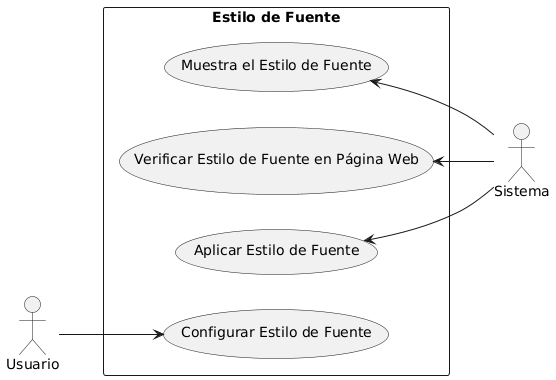 Estilo de Fuente
Muestra el Estilo de Fuente
Verificar Estilo de Fuente en Página Web
Sistema
Aplicar Estilo de Fuente
Configurar Estilo de Fuente
Usuario